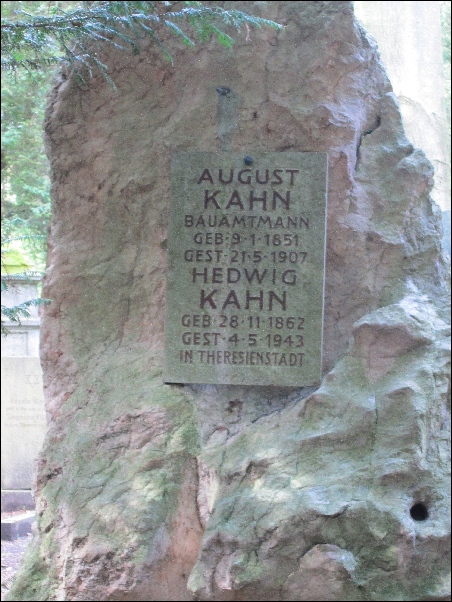 AUGUST
KAHN
BAUAMTMANN
GEB·9·1·1851
GEST·21·5·1907
HEDWIG
KAHN
GEB·28·11·1862
GEST·4·5·1943
IN THERESIENSTADT